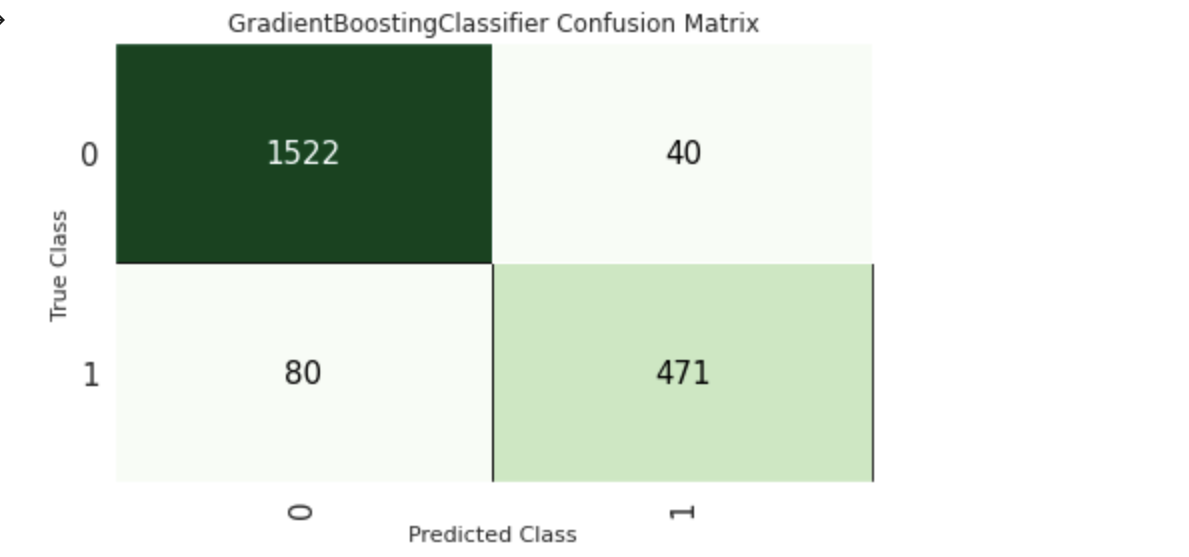 GradientBoostingClassifier Confusion Matrix
0
1522
40
True Class
1
80
471
0
1
Predicted Class